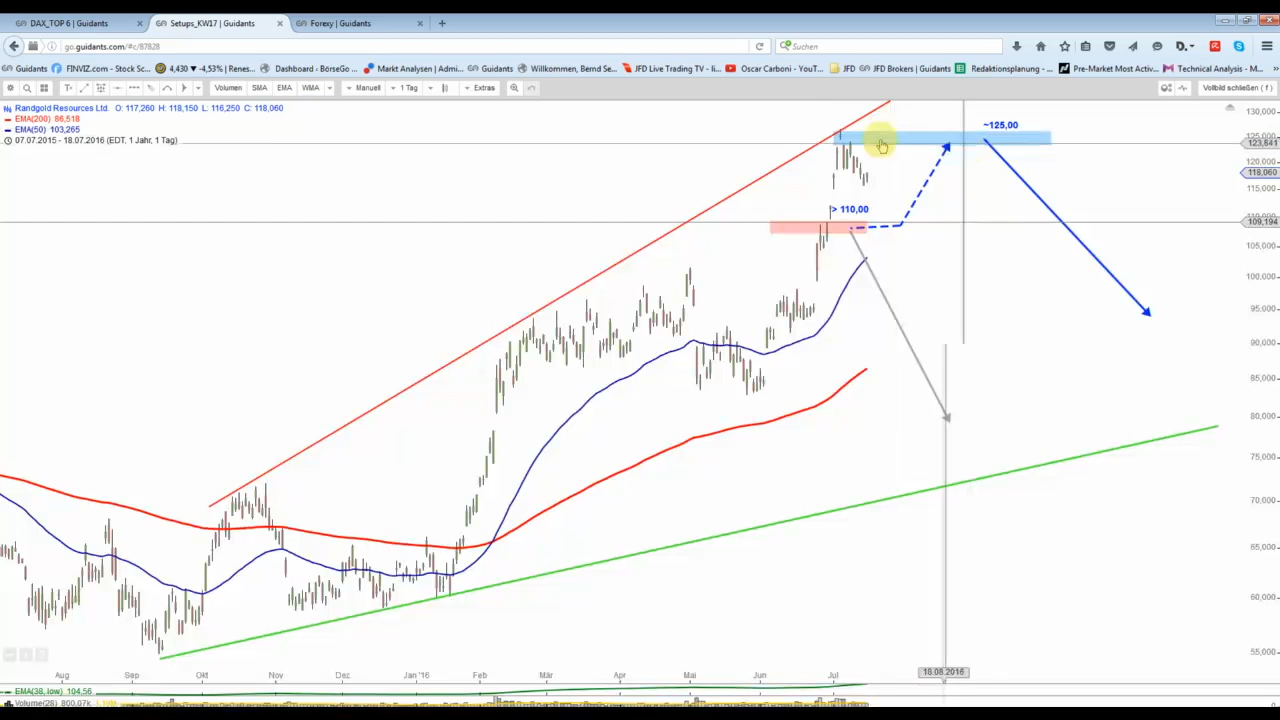 DAX_TOP 6 | Guidants
Setups_KW17 | Guidants
Forexy | Guidants
go.guidants.com/#c/87828
Suchen
Guidants
FINVIZ.com - Stock Sc...
4,430 ▾ -4,53% | Renes...
Dashboard - BörseGo ...
Markt Analysen | Admi...
Guidants
Willkommen, Bernd Se...
JFD Live Trading TV - li...
Oscar Carboni - YouT...
JFD
JFD Brokers | Guidants
Redaktionsplanung - ...
Pre-Market Most Activ...
Technical Analysis - M...
Volumen
SMA
EMA
WMA
Manuell
1 Tag
Extras
Vollbild schließen ( f )
Randgold Resources Ltd. O: 117,260 H: 118,150 L: 116,250 C: 118,060
EMA(200) 86,518
EMA(50) 103,265
07.07.2015 - 18.07.2016 (EDT, 1 Jahr, 1 Tag)
~125,00
> 110,00
130,000
125,000
123,841
120,000
118,060
115,000
110,000
109,194
105,000
100,000
95,000
90,000
85,000
80,000
75,000
70,000
65,000
60,000
55,000
Aug
Sep
Okt
Nov
Dez
Jan '16
Feb
Mär
Apr
Mai
Jun
Jul
18.08.2016
EMA(38, low) 104,56
Volume(28) 800,07K